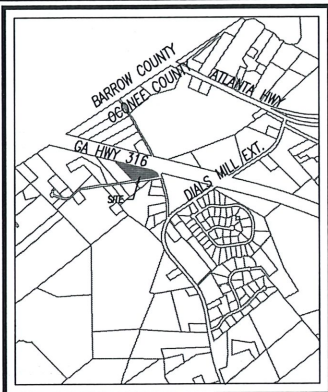 BARROW COUNTY
OCONEE COUNTY
ATLANTA HWY
GA HWY 316
DIALS MILL EXT.
SITE